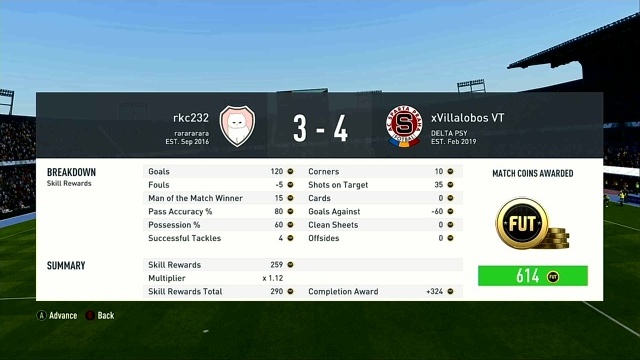 rkc232
rararararara
EST. Sep 2016
3 - 4
xVillalobos VT
DELTA PSY
EST. Feb 2019
BREAKDOWN
Skill Rewards
Goals 120
Fouls -5
Man of the Match Winner 15
Pass Accuracy % 80
Possession % 60
Successful Tackles 4
Corners 10
Shots on Target 35
Cards 0
Goals Against -60
Clean Sheets 0
Offsides 0
MATCH COINS AWARDED
FUT
614
SUMMARY
Skill Rewards 259
Multiplier x 1.12
Skill Rewards Total 290
Completion Award +324
A Advance B Back